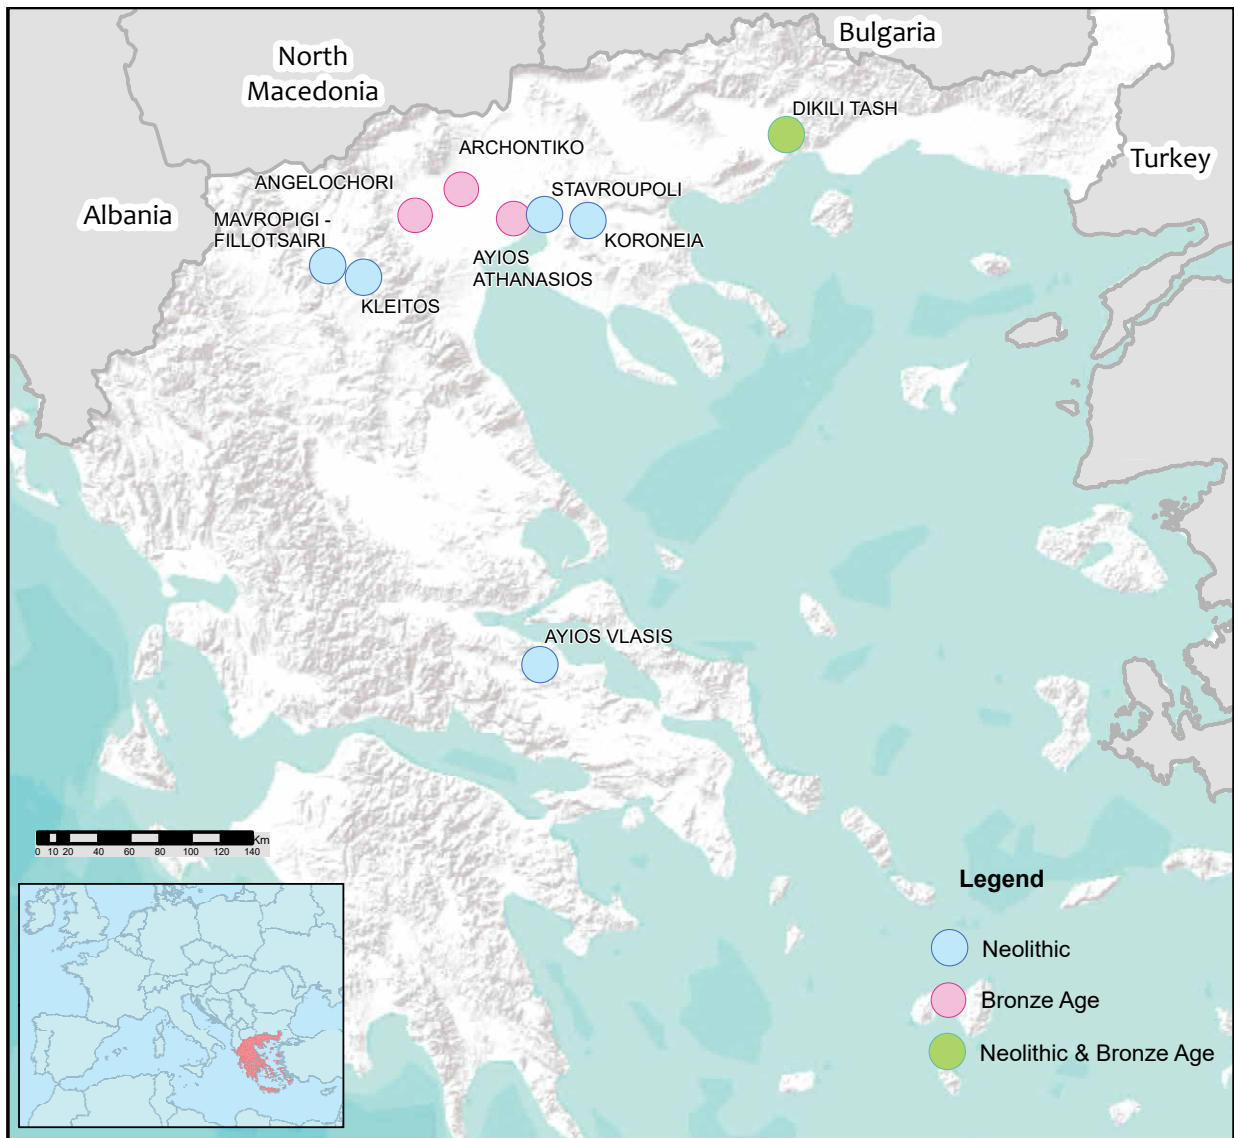 Bulgaria
North
Macedonia
DIKILI TASH
ARCHONTIKO
Turkey
ANGELOCHORI
STAVROUPOLI
Albania
MAVROPIGI -
FILLOTSAIRI
KORONEIA
AYIOS
ATHANASIOS
KLEITOS
AYIOS VLASIS
Km
0 10 20 40 60 80 100 120 140
Legend
Neolithic
Bronze Age
Neolithic & Bronze Age